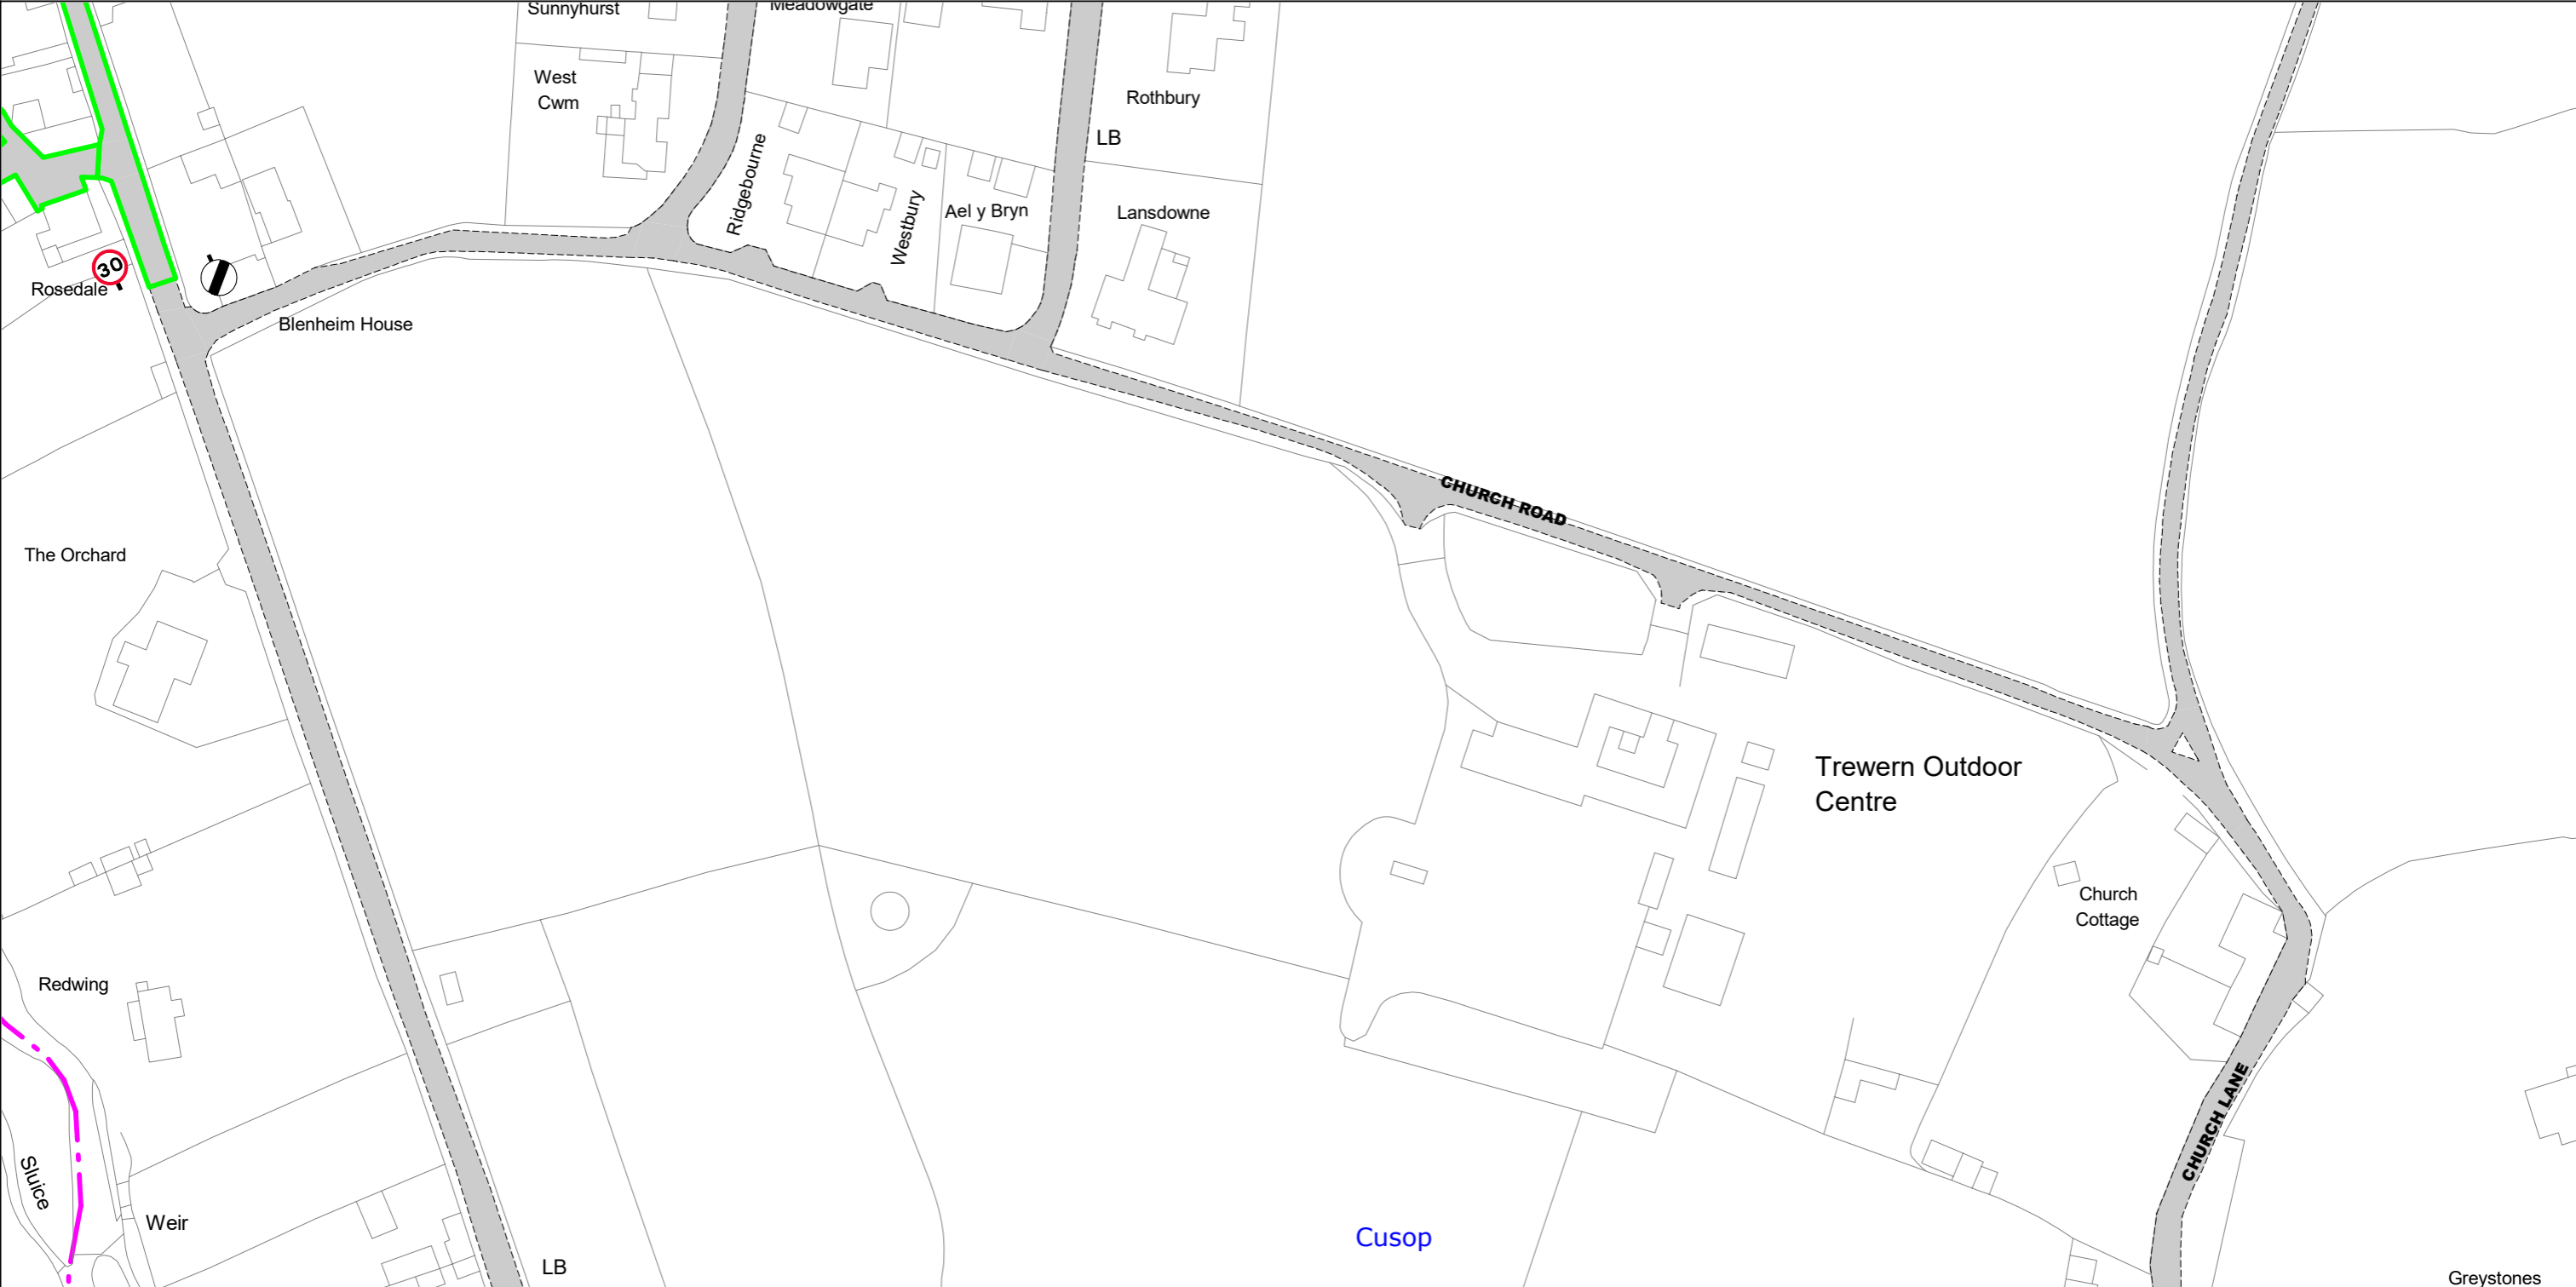 Sunnyhurst
Meadowgate
West
Cwm
Rothbury
LB
Ridgebourne
Westbury
Ael y Bryn
Lansdowne
30
Rosedale
Blenheim House
CHURCH ROAD
The Orchard
Trewern Outdoor
Centre
Church
Cottage
Redwing
CHURCH LANE
Sluice
Weir
Cusop
LB
Greystones